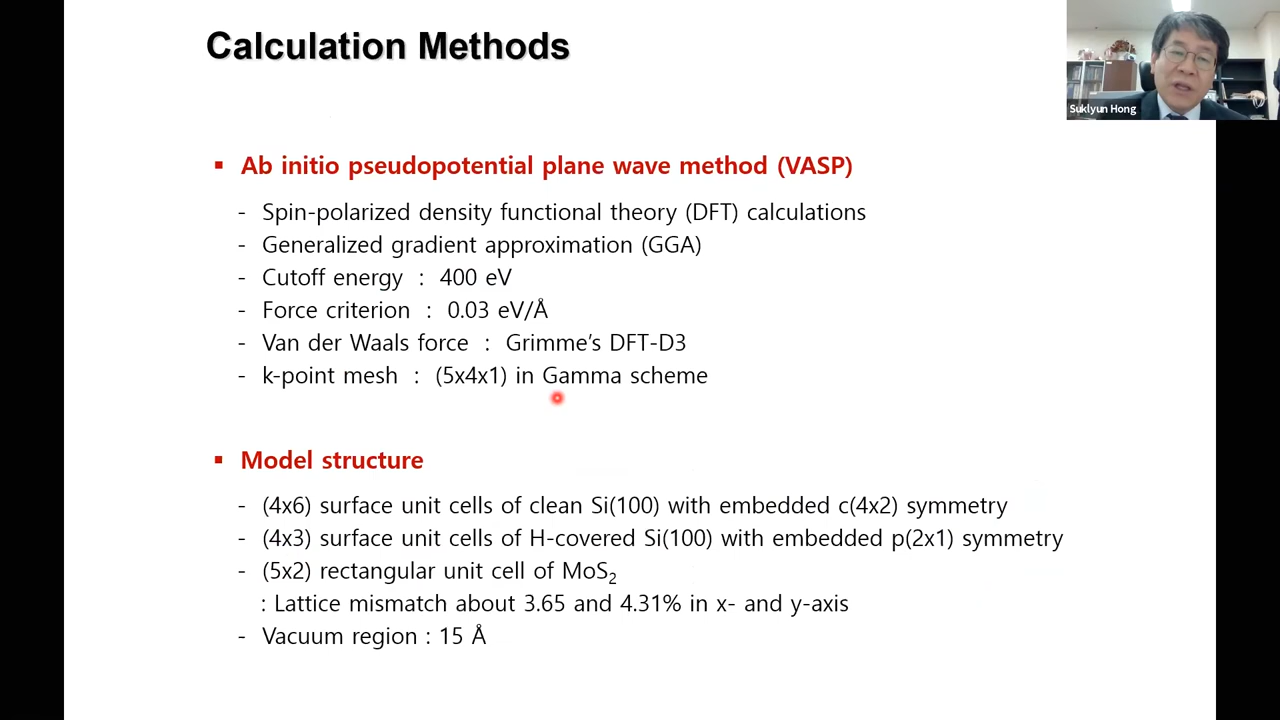 Calculation Methods
Suklyun Hong
▪ Ab initio pseudopotential plane wave method (VASP)
- Spin-polarized density functional theory (DFT) calculations
- Generalized gradient approximation (GGA)
- Cutoff energy : 400 eV
- Force criterion : 0.03 eV/Å
- Van der Waals force : Grimme’s DFT-D3
- k-point mesh : (5x4x1) in Gamma scheme
▪ Model structure
- (4x6) surface unit cells of clean Si(100) with embedded c(4x2) symmetry
- (4x3) surface unit cells of H-covered Si(100) with embedded p(2x1) symmetry
- (5x2) rectangular unit cell of MoS₂
: Lattice mismatch about 3.65 and 4.31% in x- and y-axis
- Vacuum region : 15 Å